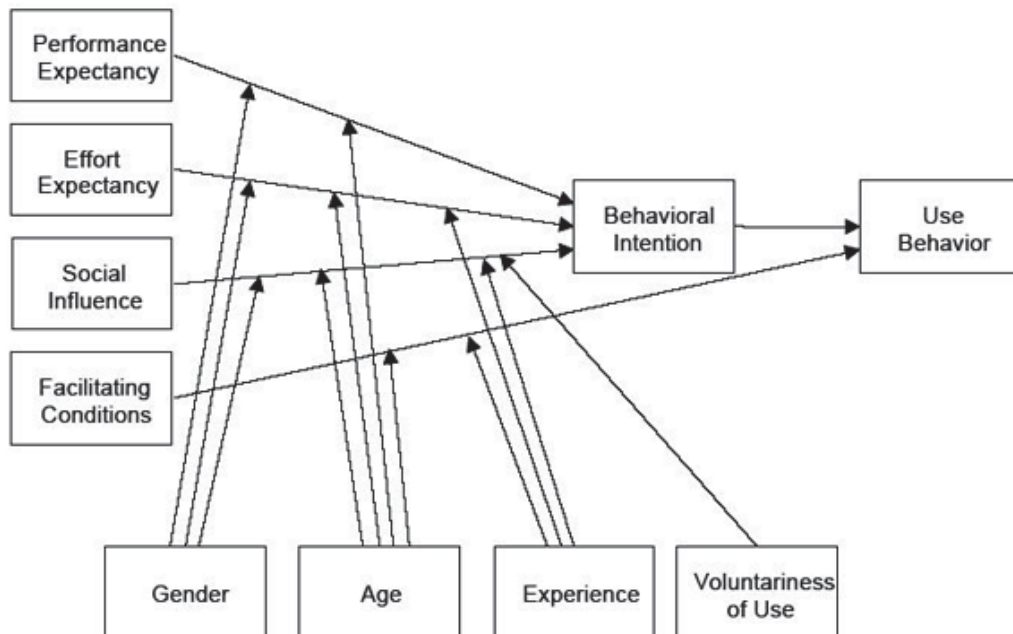 Performance
Expectancy
Effort
Expectancy
Social
Influence
Facilitating
Conditions
Behavioral
Intention
Use
Behavior
Gender
Age
Experience
Voluntariness
of Use